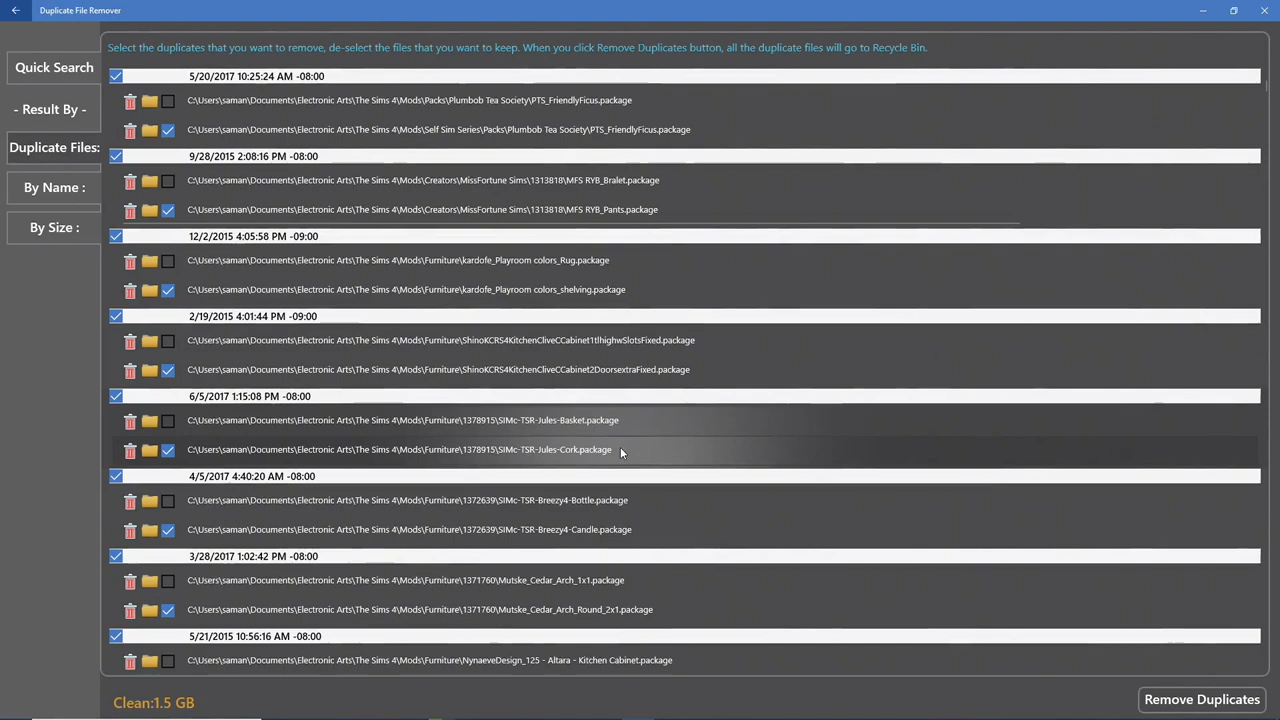 Duplicate File Remover
Select the duplicates that you want to remove, de-select the files that you want to keep. When you click Remove Duplicates button, all the duplicate files will go to Recycle Bin.
Quick Search
- Result By -
Duplicate Files:
By Name :
By Size :
5/20/2017 10:25:24 AM -08:00
C:\Users\saman\Documents\Electronic Arts\The Sims 4\Mods\Packs\Plumbob Tea Society\PTS_FriendlyFicus.package
C:\Users\saman\Documents\Electronic Arts\The Sims 4\Mods\Self Sim Series\Packs\Plumbob Tea Society\PTS_FriendlyFicus.package
9/28/2015 2:08:16 PM -08:00
C:\Users\saman\Documents\Electronic Arts\The Sims 4\Mods\Creators\MissFortune Sims\1313818\MFS RYB_Bralet.package
C:\Users\saman\Documents\Electronic Arts\The Sims 4\Mods\Creators\MissFortune Sims\1313818\MFS RYB_Pants.package
12/2/2015 4:05:58 PM -09:00
C:\Users\saman\Documents\Electronic Arts\The Sims 4\Mods\Furniture\kardofe_Playroom colors_Rug.package
C:\Users\saman\Documents\Electronic Arts\The Sims 4\Mods\Furniture\kardofe_Playroom colors_shelving.package
2/19/2015 4:01:44 PM -09:00
C:\Users\saman\Documents\Electronic Arts\The Sims 4\Mods\Furniture\ShinoKCRS4KitchenCliveCCabinet1tlhighwSlotsFixed.package
C:\Users\saman\Documents\Electronic Arts\The Sims 4\Mods\Furniture\ShinoKCRS4KitchenCliveCCabinet2DoorsextraFixed.package
6/5/2017 1:15:08 PM -08:00
C:\Users\saman\Documents\Electronic Arts\The Sims 4\Mods\Furniture\1378915\SIMc-TSR-Jules-Basket.package
C:\Users\saman\Documents\Electronic Arts\The Sims 4\Mods\Furniture\1378915\SIMc-TSR-Jules-Cork.package
4/5/2017 4:40:20 AM -08:00
C:\Users\saman\Documents\Electronic Arts\The Sims 4\Mods\Furniture\1372639\SIMc-TSR-Breezy4-Bottle.package
C:\Users\saman\Documents\Electronic Arts\The Sims 4\Mods\Furniture\1372639\SIMc-TSR-Breezy4-Candle.package
3/28/2017 1:02:42 PM -08:00
C:\Users\saman\Documents\Electronic Arts\The Sims 4\Mods\Furniture\1371760\Mutske_Cedar_Arch_1x1.package
C:\Users\saman\Documents\Electronic Arts\The Sims 4\Mods\Furniture\1371760\Mutske_Cedar_Arch_Round_2x1.package
5/21/2015 10:56:16 AM -08:00
C:\Users\saman\Documents\Electronic Arts\The Sims 4\Mods\Furniture\NynaeveDesign_125 - Altara - Kitchen Cabinet.package
Clean:1.5 GB
Remove Duplicates